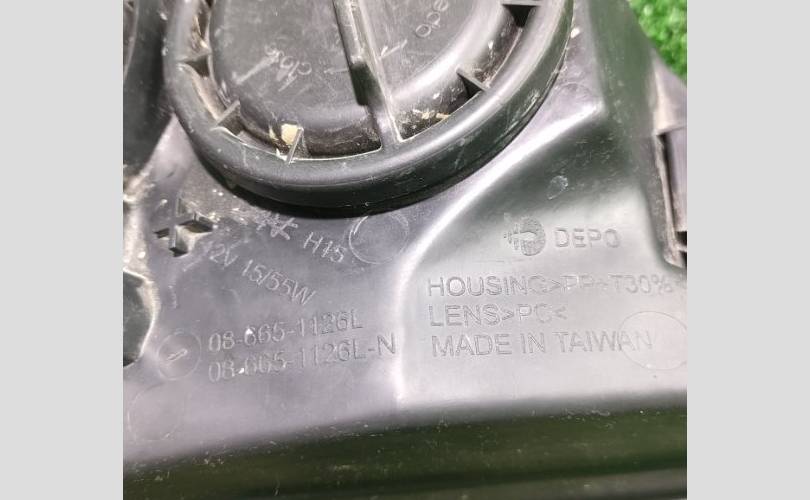 close
H15
12V 15/55W
08-665-1126L
08-665-1126L-N
DEPO
HOUSING>PP+T30%<
LENS>PC<
MADE IN TAIWAN